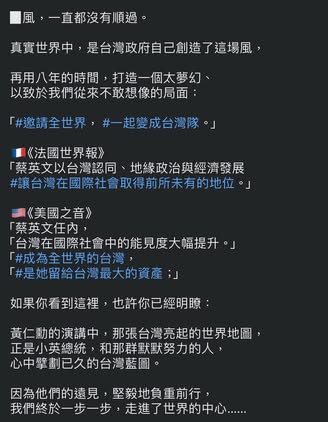 風，一直都沒有順過。
真實世界中，是台灣政府自己創造了這場風，
再用八年的時間，打造一個太夢幻、
以致於我們從來不敢想像的局面：
「#邀請全世界，#一起變成台灣隊。」
🇫🇷《法國世界報》
「蔡英文以台灣認同、地緣政治與經濟發展
#讓台灣在國際社會取得前所未有的地位。」
🇺🇸《美國之音》
「蔡英文任內，
「台灣在國際社會中的能見度大幅提升。」
「#成為全世界的台灣，
「#是她留給台灣最大的資產；」
如果你看到這裡，也許你已經明瞭：
黃仁勳的演講中，那張台灣亮起的世界地圖，
正是小英總統，和那群默默努力的人，
心中擘劃已久的台灣藍圖。
因為他們的遠見，堅毅地負重前行，
我們終於一步一步，走進了世界的中心......